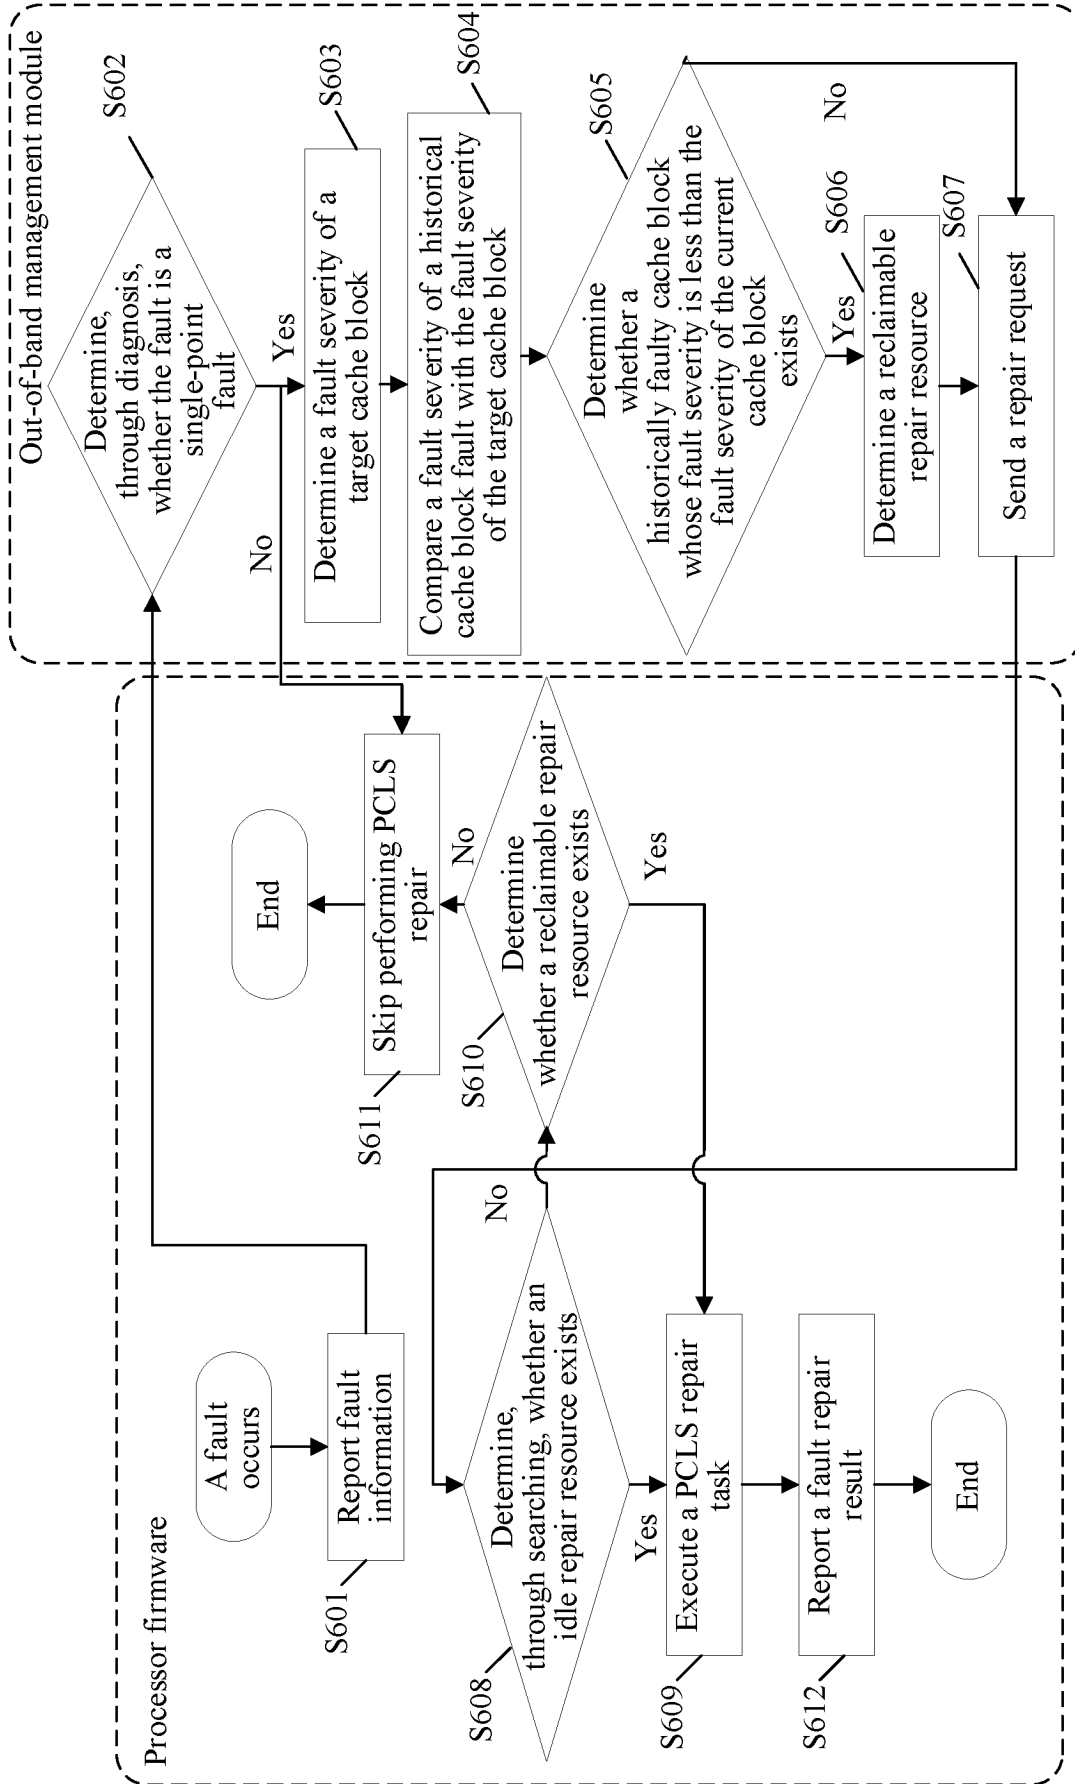 Processor firmware
A fault
occurs
Report fault
information
S601
Determine,
through searching, whether an
idle repair resource exists
S608
No
Yes
Execute a PCLS repair
task
S609
Report a fault repair
result
S612
End
End
Skip performing PCLS
repair
S611
No
Determine
whether a reclaimable repair
resource exists
S610
Yes
Out-of-band management module
Determine,
through diagnosis,
whether the fault is a
single-point
fault
S602
No
Yes
Determine a fault severity of a
target cache block
S603
Compare a fault severity of a historical
cache block fault with the fault severity
of the target cache block
S604
Determine
whether a
historically faulty cache block
whose fault severity is less than the
fault severity of the current
cache block
exists
S605
No
Yes
Determine a reclaimable
repair resource
S606
Send a repair request
S607